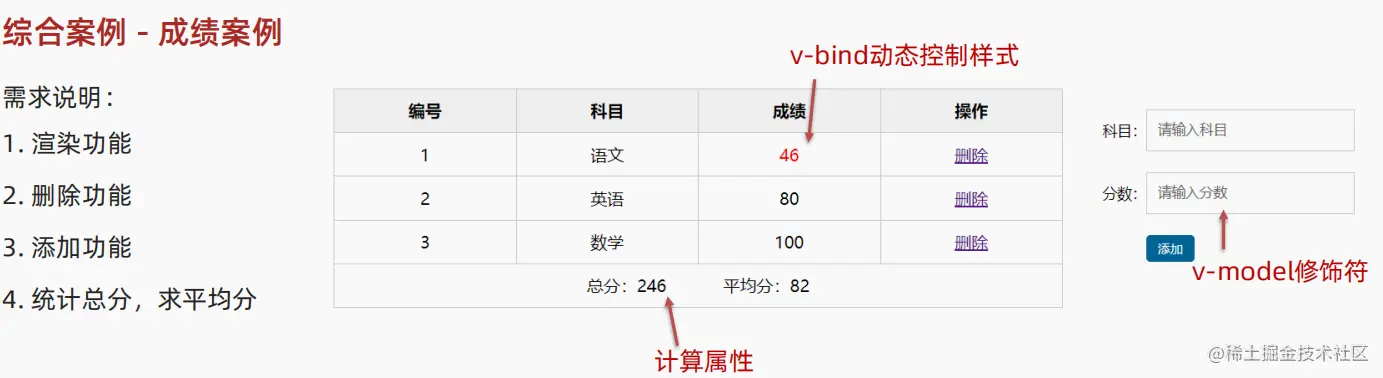 综合案例 - 成绩案例
需求说明：
1. 渲染功能
2. 删除功能
3. 添加功能
4. 统计总分，求平均分
v-bind动态控制样式
编号 科目 成绩 操作
1 语文 46 删除
2 英语 80 删除
3 数学 100 删除
总分：246 平均分：82
计算属性
科目： 请输入科目
分数： 请输入分数
添加
v-model修饰符
@稀土掘金技术社区